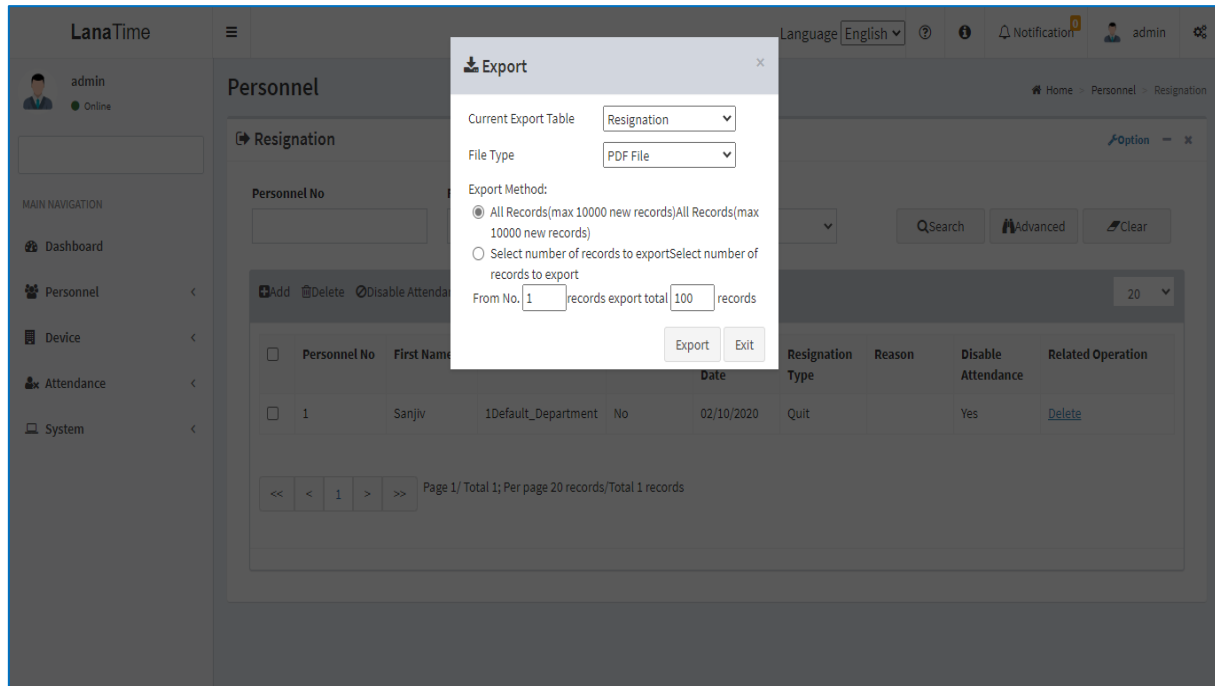 LanaTime
Language English
Notification 0
admin
admin
Online
MAIN NAVIGATION
Dashboard
Personnel
Device
Attendance
System
Personnel
Home > Personnel > Resignation
Resignation
Option
Personnel No
QSearch
Advanced
Clear
Add Delete Disable Attendan
20
Personnel No First Name Date Resignation Type Reason Disable Attendance Related Operation
1 Sanjiv 1Default_Department No 02/10/2020 Quit Yes Delete
<< < 1 > >> Page 1/ Total 1; Per page 20 records/Total 1 records
Export ×
Current Export Table Resignation
File Type PDF File
Export Method:
All Records(max 10000 new records)All Records(max
10000 new records)
Select number of records to exportSelect number of
records to export
From No. 1 records export total 100 records
Export Exit